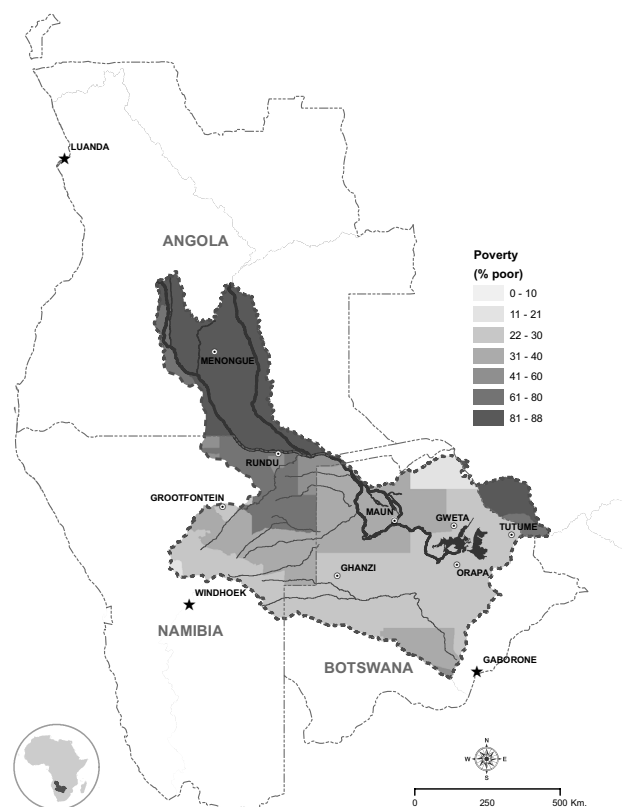 LUANDA
ANGOLA
Poverty
(% poor)
0 - 10
11 - 21
22 - 30
31 - 40
41 - 60
61 - 80
81 - 88
MENONGUE
RUNDU
GROOTFONTEIN
MAUN
GWETA
TUTUME
GHANZI
ORAPA
WINDHOEK
NAMIBIA
BOTSWANA
GABORONE
N
W E
S
0 250 500 Km.